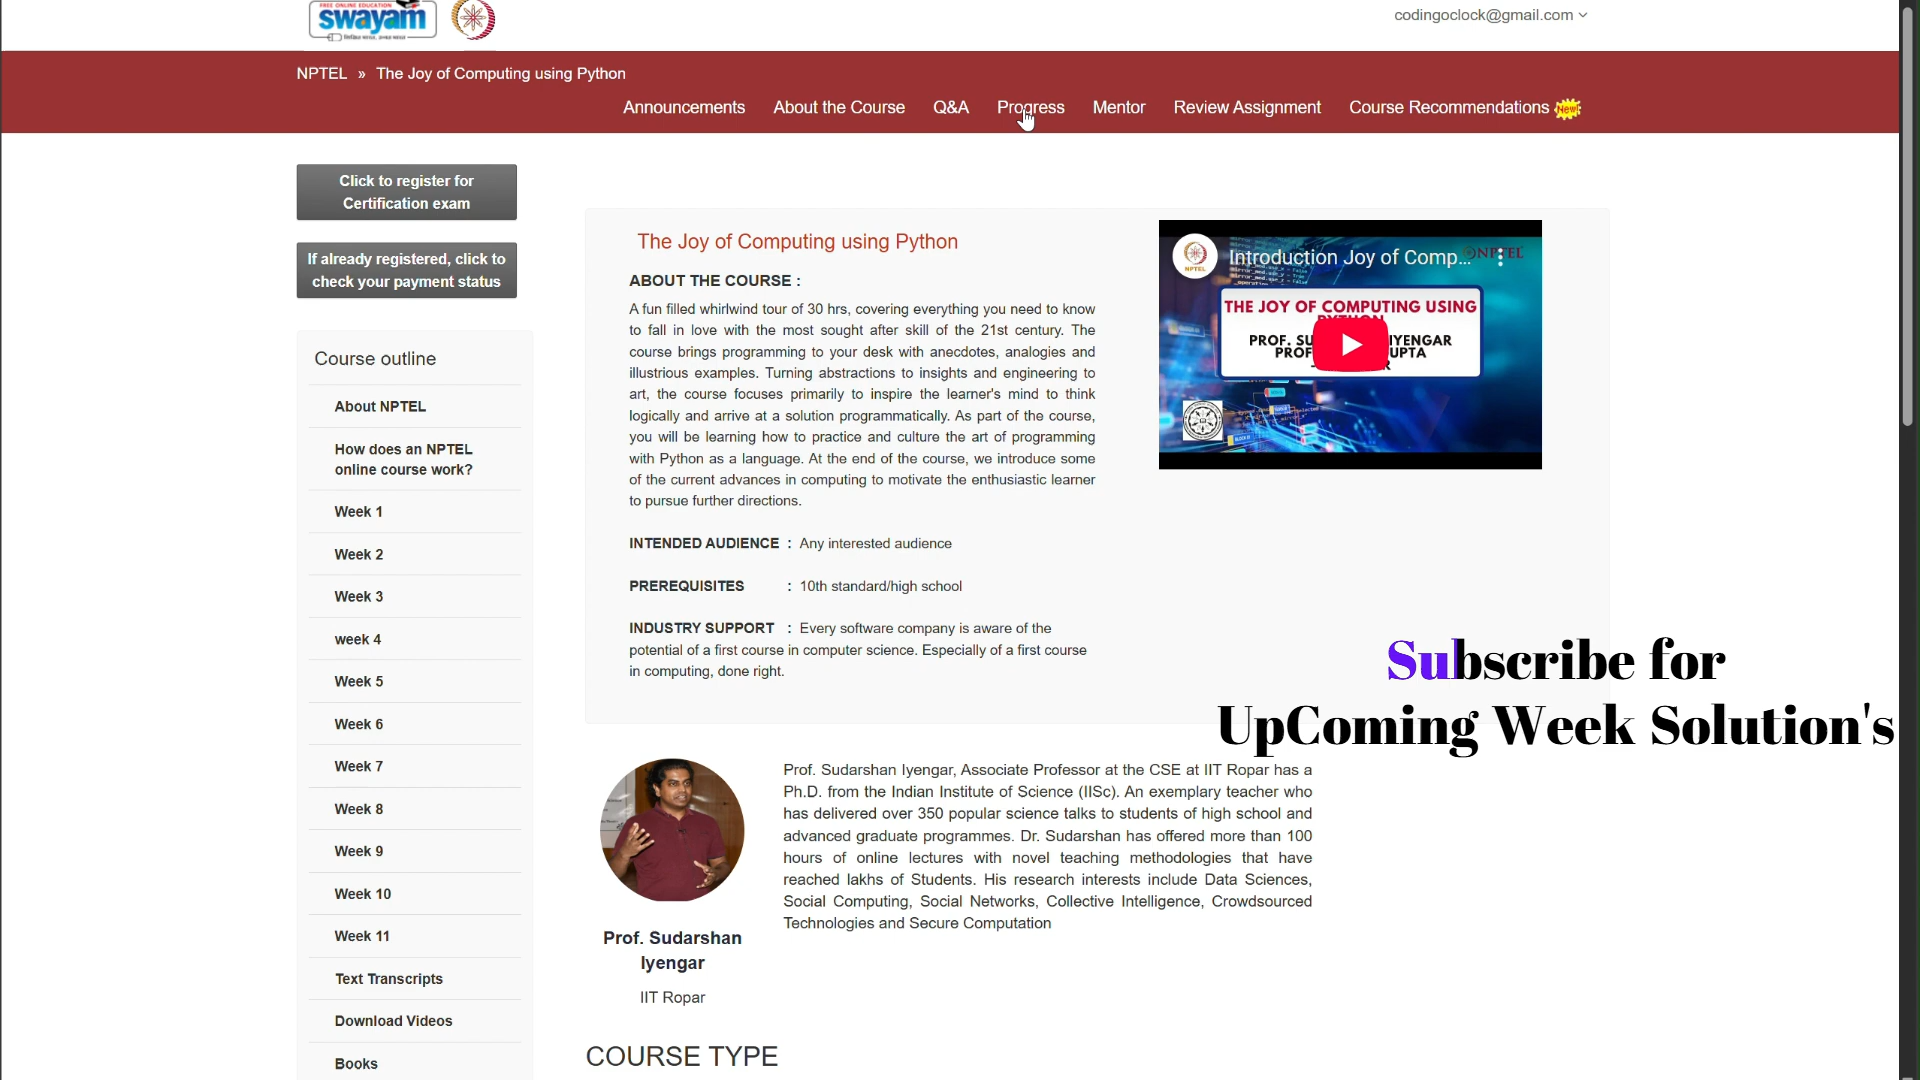 FREE ONLINE EDUCATION
swayam
codingoclock@gmail.com
NPTEL » The Joy of Computing using Python
Announcements About the Course Q&A Progress Mentor Review Assignment Course Recommendations New!
Click to register for
Certification exam
If already registered, click to
check your payment status
Course outline
About NPTEL
How does an NPTEL
online course work?
Week 1
Week 2
Week 3
week 4
Week 5
Week 6
Week 7
Week 8
Week 9
Week 10
Week 11
Text Transcripts
Download Videos
Books
The Joy of Computing using Python
ABOUT THE COURSE :
A fun filled whirlwind tour of 30 hrs, covering everything you need to know
to fall in love with the most sought after skill of the 21st century. The
course brings programming to your desk with anecdotes, analogies and
illustrious examples. Turning abstractions to insights and engineering to
art, the course focuses primarily to inspire the learner's mind to think
logically and arrive at a solution programmatically. As part of the course,
you will be learning how to practice and culture the art of programming
with Python as a language. At the end of the course, we introduce some
of the current advances in computing to motivate the enthusiastic learner
to pursue further directions.
INTENDED AUDIENCE : Any interested audience
PREREQUISITES : 10th standard/high school
INDUSTRY SUPPORT : Every software company is aware of the
potential of a first course in computer science. Especially of a first course
in computing, done right.
NPTEL
Introduction Joy of Comp...
NPTEL
THE JOY OF COMPUTING USING
PROF. SU IYENGAR
PROF UPTA
Subscribe for
UpComing Week Solution's
Prof. Sudarshan Iyengar, Associate Professor at the CSE at IIT Ropar has a
Ph.D. from the Indian Institute of Science (IISc). An exemplary teacher who
has delivered over 350 popular science talks to students of high school and
advanced graduate programmes. Dr. Sudarshan has offered more than 100
hours of online lectures with novel teaching methodologies that have
reached lakhs of Students. His research interests include Data Sciences,
Social Computing, Social Networks, Collective Intelligence, Crowdsourced
Technologies and Secure Computation
Prof. Sudarshan
Iyengar
IIT Ropar
COURSE TYPE